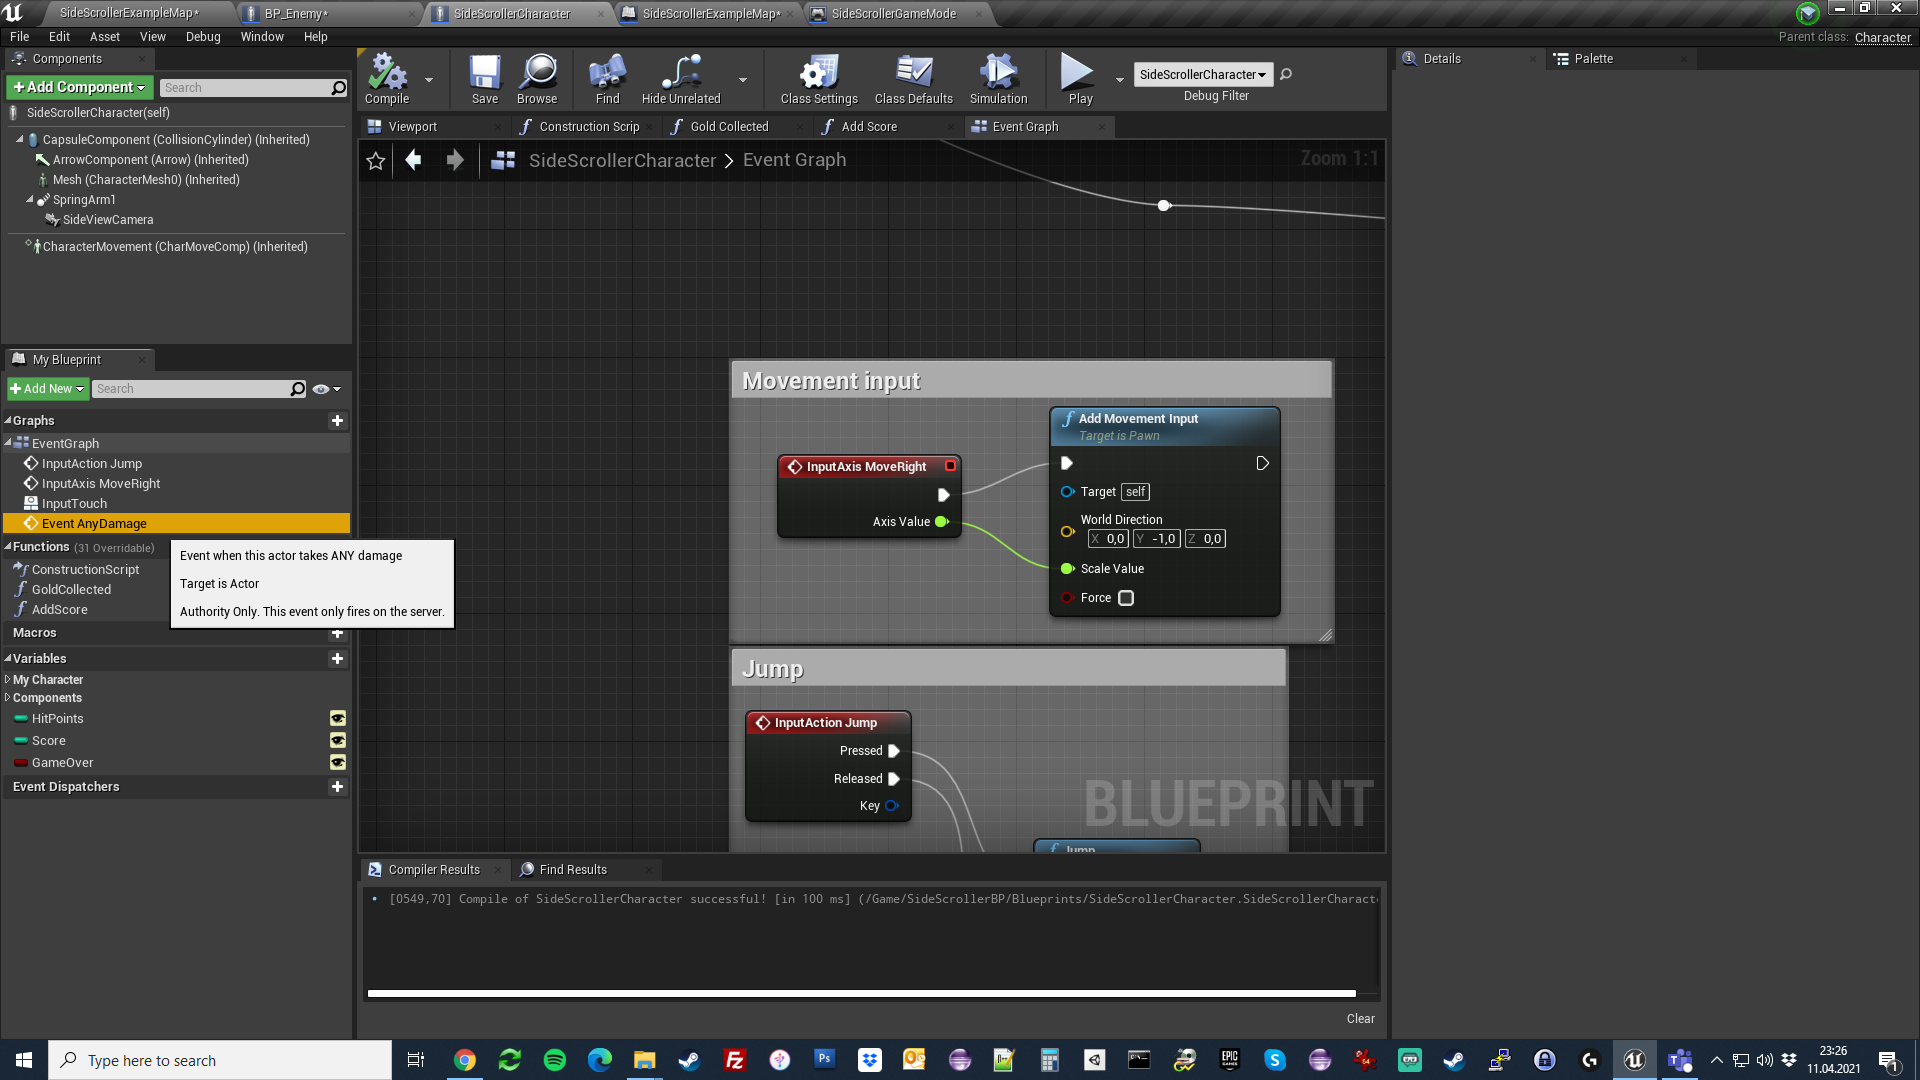 SideScrollerExampleMap*
BP_Enemy*
SideScrollerCharacter
SideScrollerExampleMap*
SideScrollerGameMode
File Edit Asset View Debug Window Help
Parent class: Character
Components
Details
Palette
+ Add Component
Search
Compile
Save
Browse
Find
Hide Unrelated
Class Settings
Class Defaults
Simulation
Play
SideScrollerCharacter
Debug Filter
SideScrollerCharacter(self)
CapsuleComponent (CollisionCylinder) (Inherited)
ArrowComponent (Arrow) (Inherited)
Mesh (CharacterMesh0) (Inherited)
SpringArm1
SideViewCamera
CharacterMovement (CharMoveComp) (Inherited)
Viewport
Construction Scrip
Gold Collected
Add Score
Event Graph
SideScrollerCharacter > Event Graph
Zoom 1:1
My Blueprint
+ Add New
Search
Graphs
EventGraph
InputAction Jump
InputAxis MoveRight
InputTouch
Event AnyDamage
Functions (31 Overridable)
ConstructionScript
GoldCollected
AddScore
Macros
Variables
My Character
Components
HitPoints
Score
GameOver
Event Dispatchers
Event when this actor takes ANY damage
Target is Actor
Authority Only. This event only fires on the server.
Movement input
InputAxis MoveRight
Axis Value
Add Movement Input
Target is Pawn
Target self
World Direction
X 0,0 Y -1,0 Z 0,0
Scale Value
Force
Jump
InputAction Jump
Pressed
Released
Key
Jump
BLUEPRINT
Compiler Results
Find Results
[0549,70] Compile of SideScrollerCharacter successful! [in 100 ms] (/Game/SideScrollerBP/Blueprints/SideScrollerCharacter.SideScrollerCharact
Clear
Type here to search
Ps
EPIC GAMES
64
23:26
11.04.2021
1